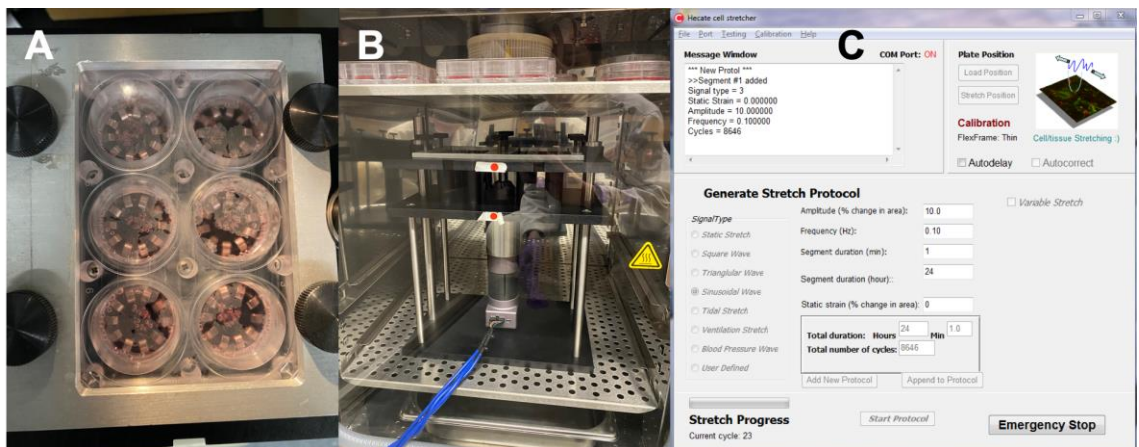 A
B
C
Hecate cell stretcher
File Port Testing Calibration Help
Message Window
COM Port: ON
*** New Protol ***
>>Segment #1 added
Signal type = 3
Static Strain = 0.000000
Amplitude = 10.000000
Frequency = 0.100000
Cycles = 8646
Plate Position
Load Position
Stretch Position
Calibration
FlexFrame: Thin
Cell/tissue Stretching :)
Autodelay
Autocorrect
Generate Stretch Protocol
SignalType
Static Stretch
Square Wave
Trianglular Wave
Sinusoidal Wave
Tidal Stretch
Ventilation Stretch
Blood Pressure Wave
User Defined
Amplitude (% change in area): 10.0
Frequency (Hz): 0.10
Segment duration (min): 1
Segment duration (hour):: 24
Static strain (% change in area): 0
Variable Stretch
Total duration: Hours 24 Min 1.0
Total number of cycles: 8646
Add New Protocol
Append to Protocol
Stretch Progress
Current cycle: 23
Start Protocol
Emergency Stop